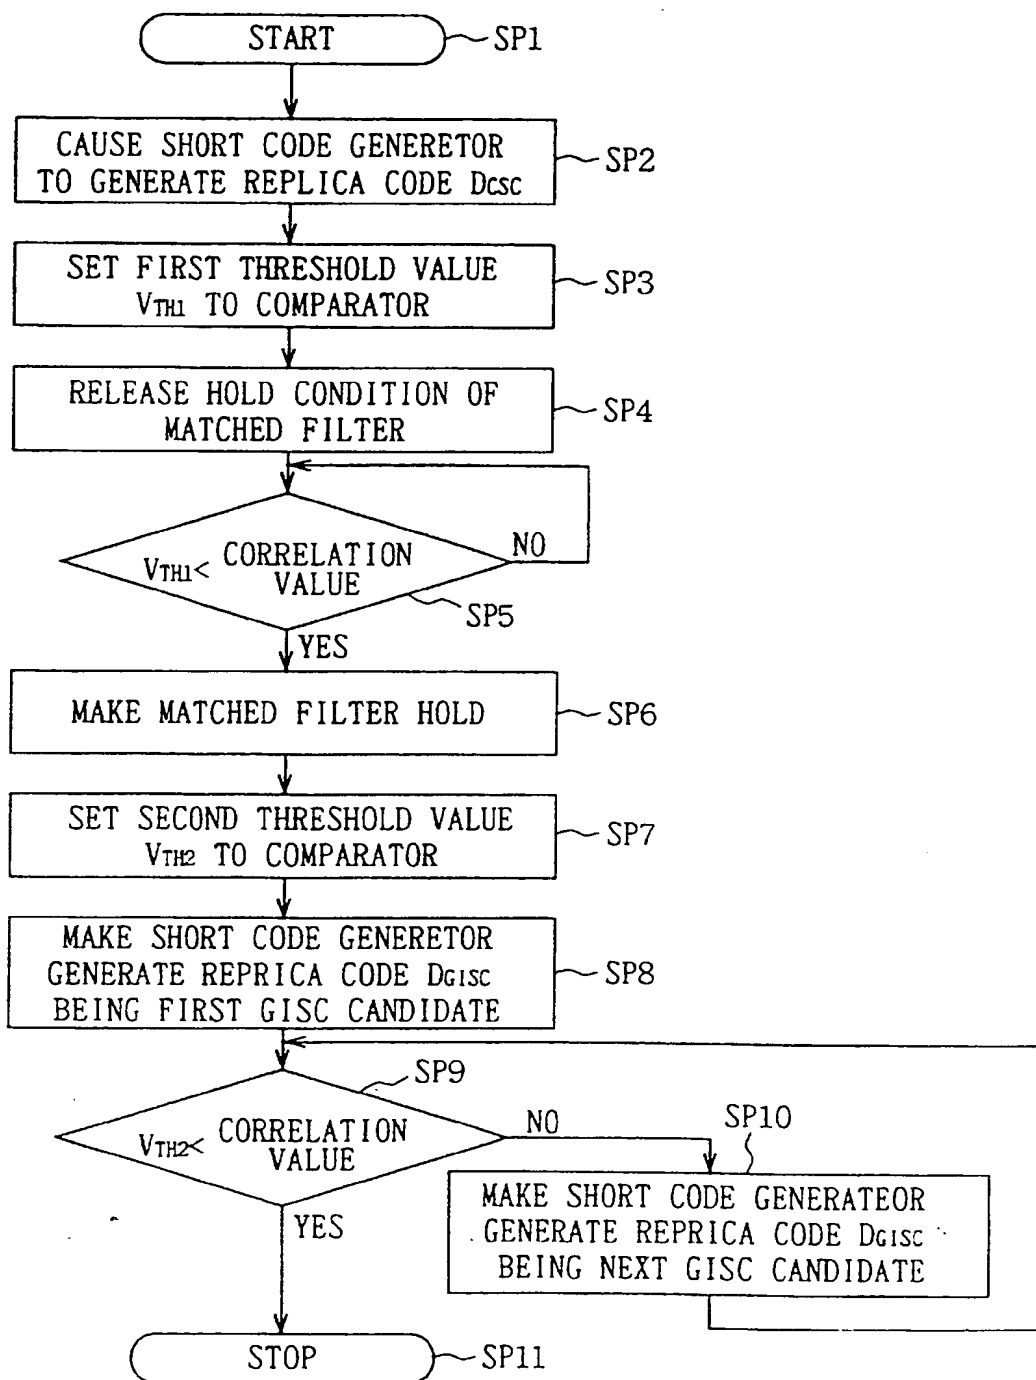 START
SP1
CAUSE SHORT CODE GENERETOR
TO GENERATE REPLICA CODE DCSC
SP2
SET FIRST THRESHOLD VALUE
VTH1 TO COMPARATOR
SP3
RELEASE HOLD CONDITION OF
MATCHED FILTER
SP4
VTH1< CORRELATION
VALUE
NO
SP5
YES
MAKE MATCHED FILTER HOLD
SP6
SET SECOND THRESHOLD VALUE
VTH2 TO COMPARATOR
SP7
MAKE SHORT CODE GENERETOR
GENERATE REPRICA CODE DGISC
BEING FIRST GISC CANDIDATE
SP8
SP9
VTH2< CORRELATION
VALUE
NO
YES
SP10
MAKE SHORT CODE GENERATEOR
GENERATE REPRICA CODE DGISC
BEING NEXT GISC CANDIDATE
STOP
SP11